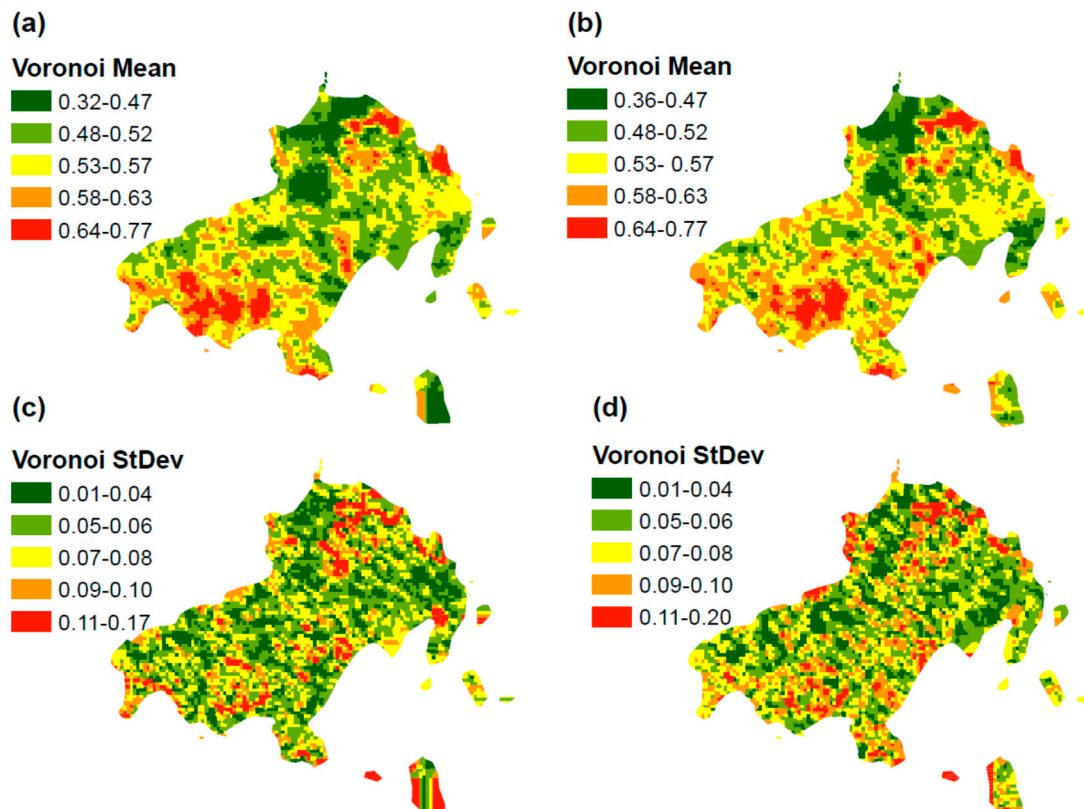 (a)
Voronoi Mean
0.32-0.47
0.48-0.52
0.53-0.57
0.58-0.63
0.64-0.77
(b)
Voronoi Mean
0.36-0.47
0.48-0.52
0.53- 0.57
0.58-0.63
0.64-0.77
(c)
Voronoi StDev
0.01-0.04
0.05-0.06
0.07-0.08
0.09-0.10
0.11-0.17
(d)
Voronoi StDev
0.01-0.04
0.05-0.06
0.07-0.08
0.09-0.10
0.11-0.20